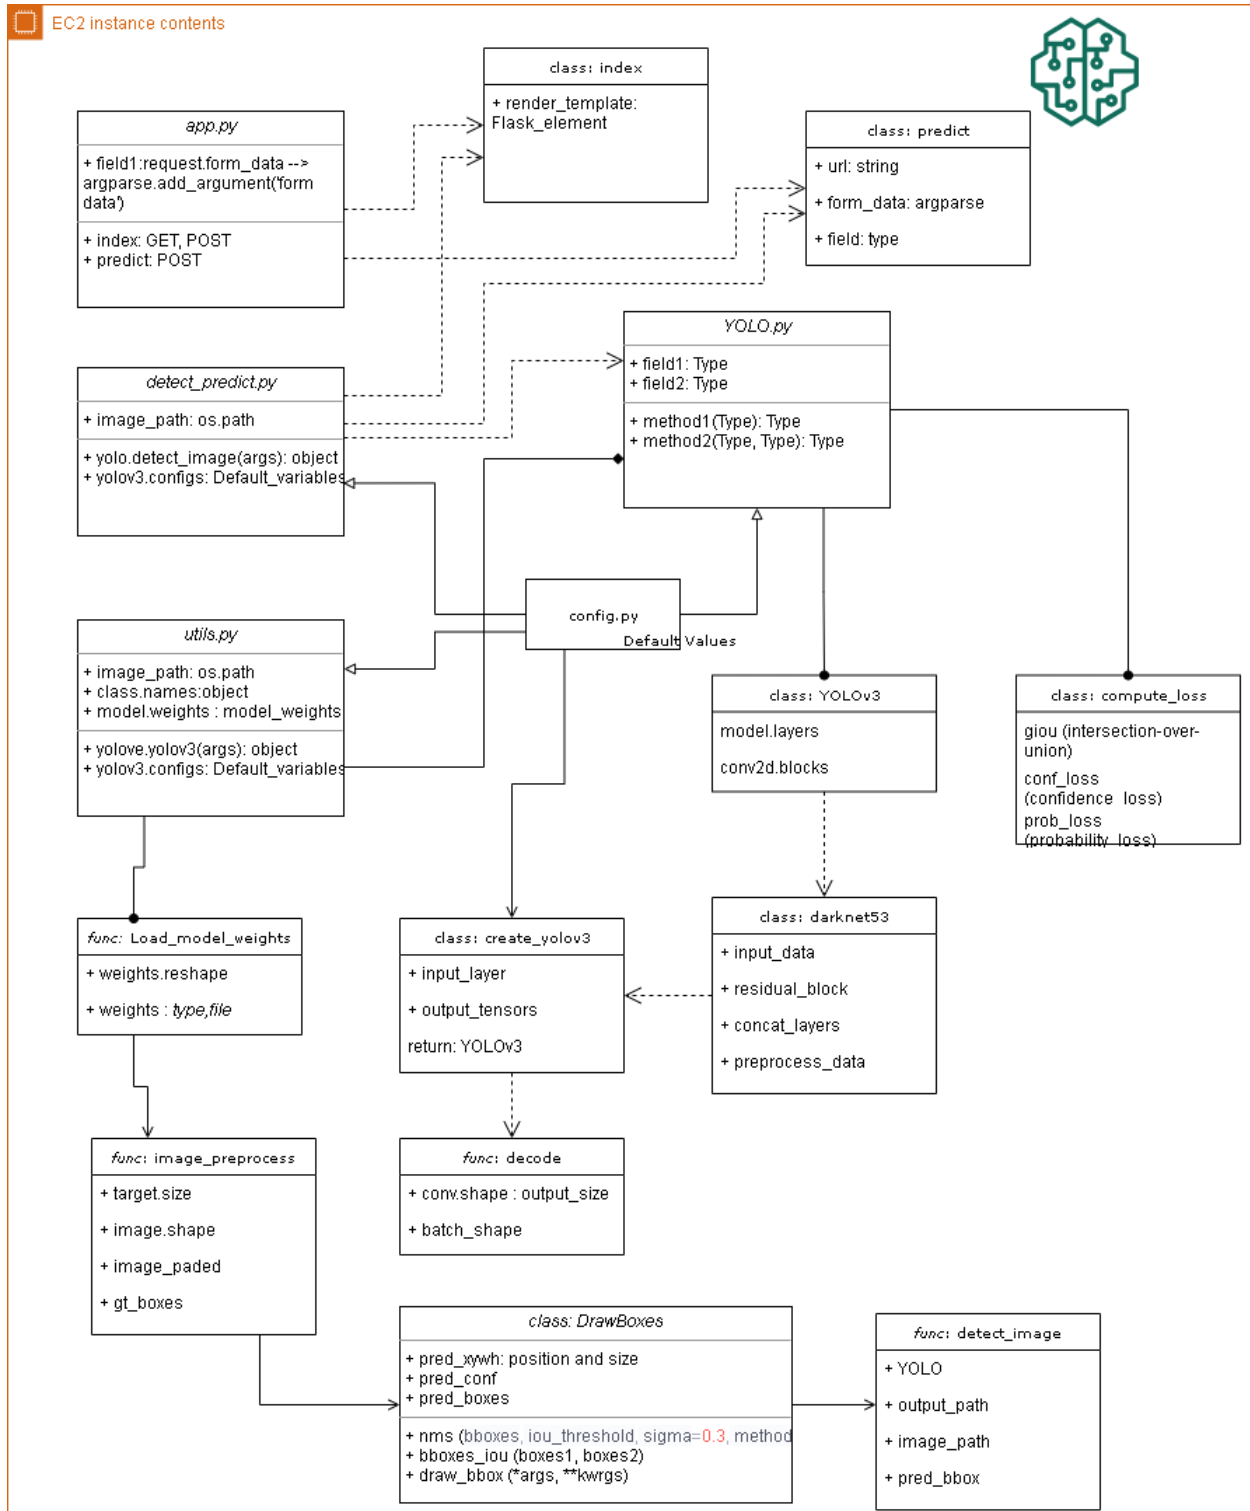 EC2 instance contents
class: index
+ render_template:
Flask_element
app.py
+ field1:request.form_data -->
argparse.add_argument('form
data')
+ index: GET, POST
+ predict: POST
class: predict
+ url: string
+ form_data: argparse
+ field: type
YOLO.py
+ field1: Type
+ field2: Type
+ method1(Type): Type
+ method2(Type, Type): Type
detect_predict.py
+ image_path: os.path
+ yolo.detect_image(args): object
+ yolov3.configs: Default_variables
config.py
Default Values
utils.py
+ image_path: os.path
+ class.names:object
+ model.weights : model_weights
+ yolove.yolov3(args): object
+ yolov3.configs: Default_variables
class: YOLOv3
model.layers
conv2d.blocks
class: compute_loss
giou (intersection-over-
union)
conf_loss
(confidence_loss)
prob_loss
(probability_loss)
func: Load_model_weights
+ weights.reshape
+ weights : type,file
class: create_yolov3
+ input_layer
+ output_tensors
return: YOLOv3
class: darknet53
+ input_data
+ residual_block
+ concat_layers
+ preprocess_data
func: image_preprocess
+ target.size
+ image.shape
+ image_paded
+ gt_boxes
func: decode
+ conv.shape : output_size
+ batch_shape
class: DrawBoxes
+ pred_xywh: position and size
+ pred_conf
+ pred_boxes
+ nms (bboxes, iou_threshold, sigma=0.3, method
+ bboxes_iou (boxes1, boxes2)
+ draw_bbox (*args, **kwrgs)
func: detect_image
+ YOLO
+ output_path
+ image_path
+ pred_bbox